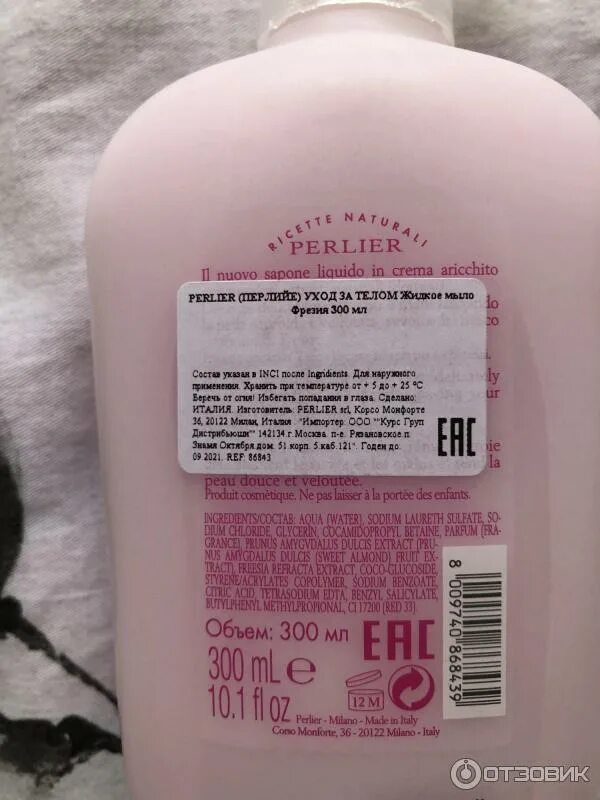 RICETTE NATURALI
PERLIER
Il nuovo sapone liquido in crema aricchito
PERLIER (ПЕРЛИЙЕ) УХОД ЗА ТЕЛОМ Жидкое мыло
Фрезия 300 мл
Состав указан в INCI после Ingridients. Для наружного
применения. Хранить при температуре от + 5 до + 25 °C
Беречь от огня! Избегать попадания в глаза. Сделано:
ИТАЛИЯ. Изготовитель: PERLIER srl, Корсо Монфорте
36, 20122 Милан, Италия . "Импортер: ООО ""Курс Груп
Дистрибьюшн"" 142134 г.Москва. п-е. Рязановское.п
Знамя Октября.дом. 51.корп. 5.каб.121". Годен до:
09.2021. REF: 86843
EAC
peau douce et veloutée.
Produit cosmètique. Ne pas laisser à la portée des enfants.
INGREDIENTS/СОСТАВ: AQUA (WATER), SODIUM LAURETH SULFATE, SO-
DIUM CHLORIDE, GLYCERIN, COCAMIDOPROPYL BETAINE, PARFUM (FRA-
GRANCE), PRUNUS AMYGVDALUS DULCIS EXTRACT (PRU-
NUS AMYGDALUS DULCIS (SWEET ALMOND) FRUIT EX-
TRACT), FREESIA REFRACTA EXTRACT, COCO-GLUCOSIDE,
STYRENE/ACRYLATES COPOLYMER, SODIUM BENZOATE,
CITRIC ACID, TETRASODIUM EDTA, BENZYL SALICYLATE,
BUTYLPHENYL METHYLPROPIONAL, CI 17200 (RED 33).
Объем: 300 мл EAC
300 mL e
10.1 fl oz
12 M
Perlier - Milano - Made in Italy
Corso Monforte, 36 - 20122 Milano - Italy
8 009740 868439
ОТЗОВИК